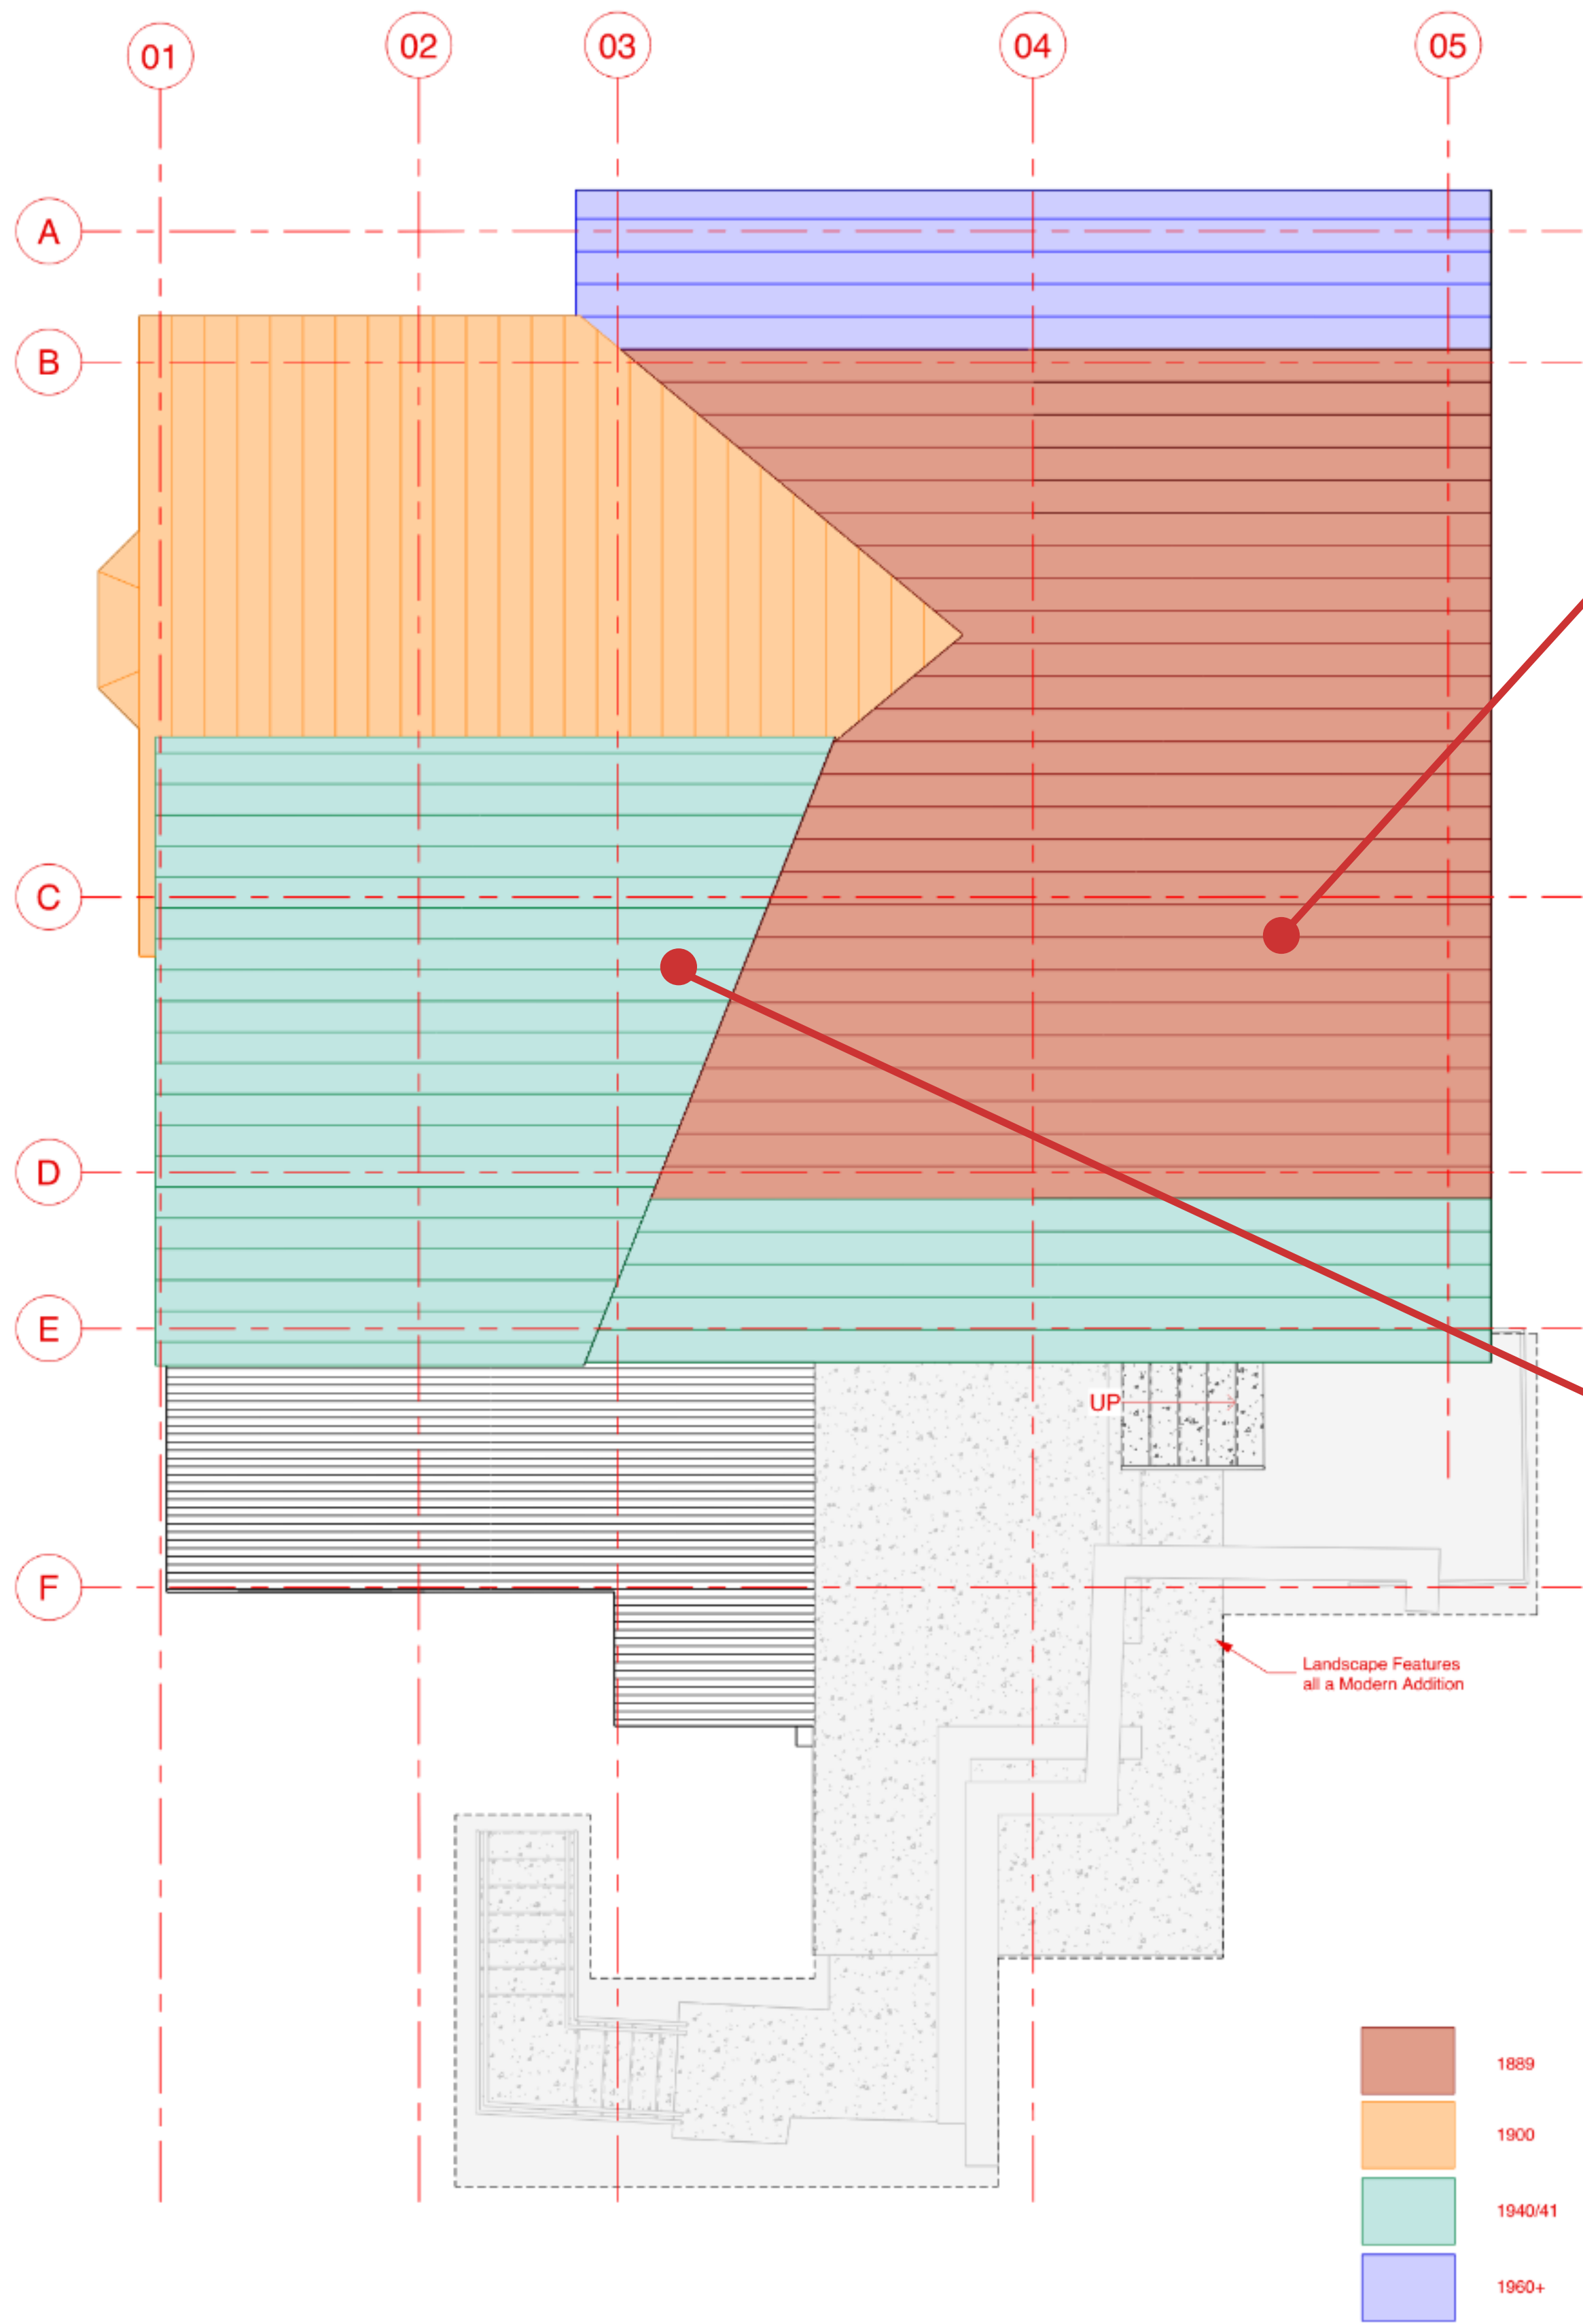 01
02
03
04
05
A
B
C
D
E
UP
F
Landscape Features
all a Modern Addition
1889
1900
1940/41
1960+